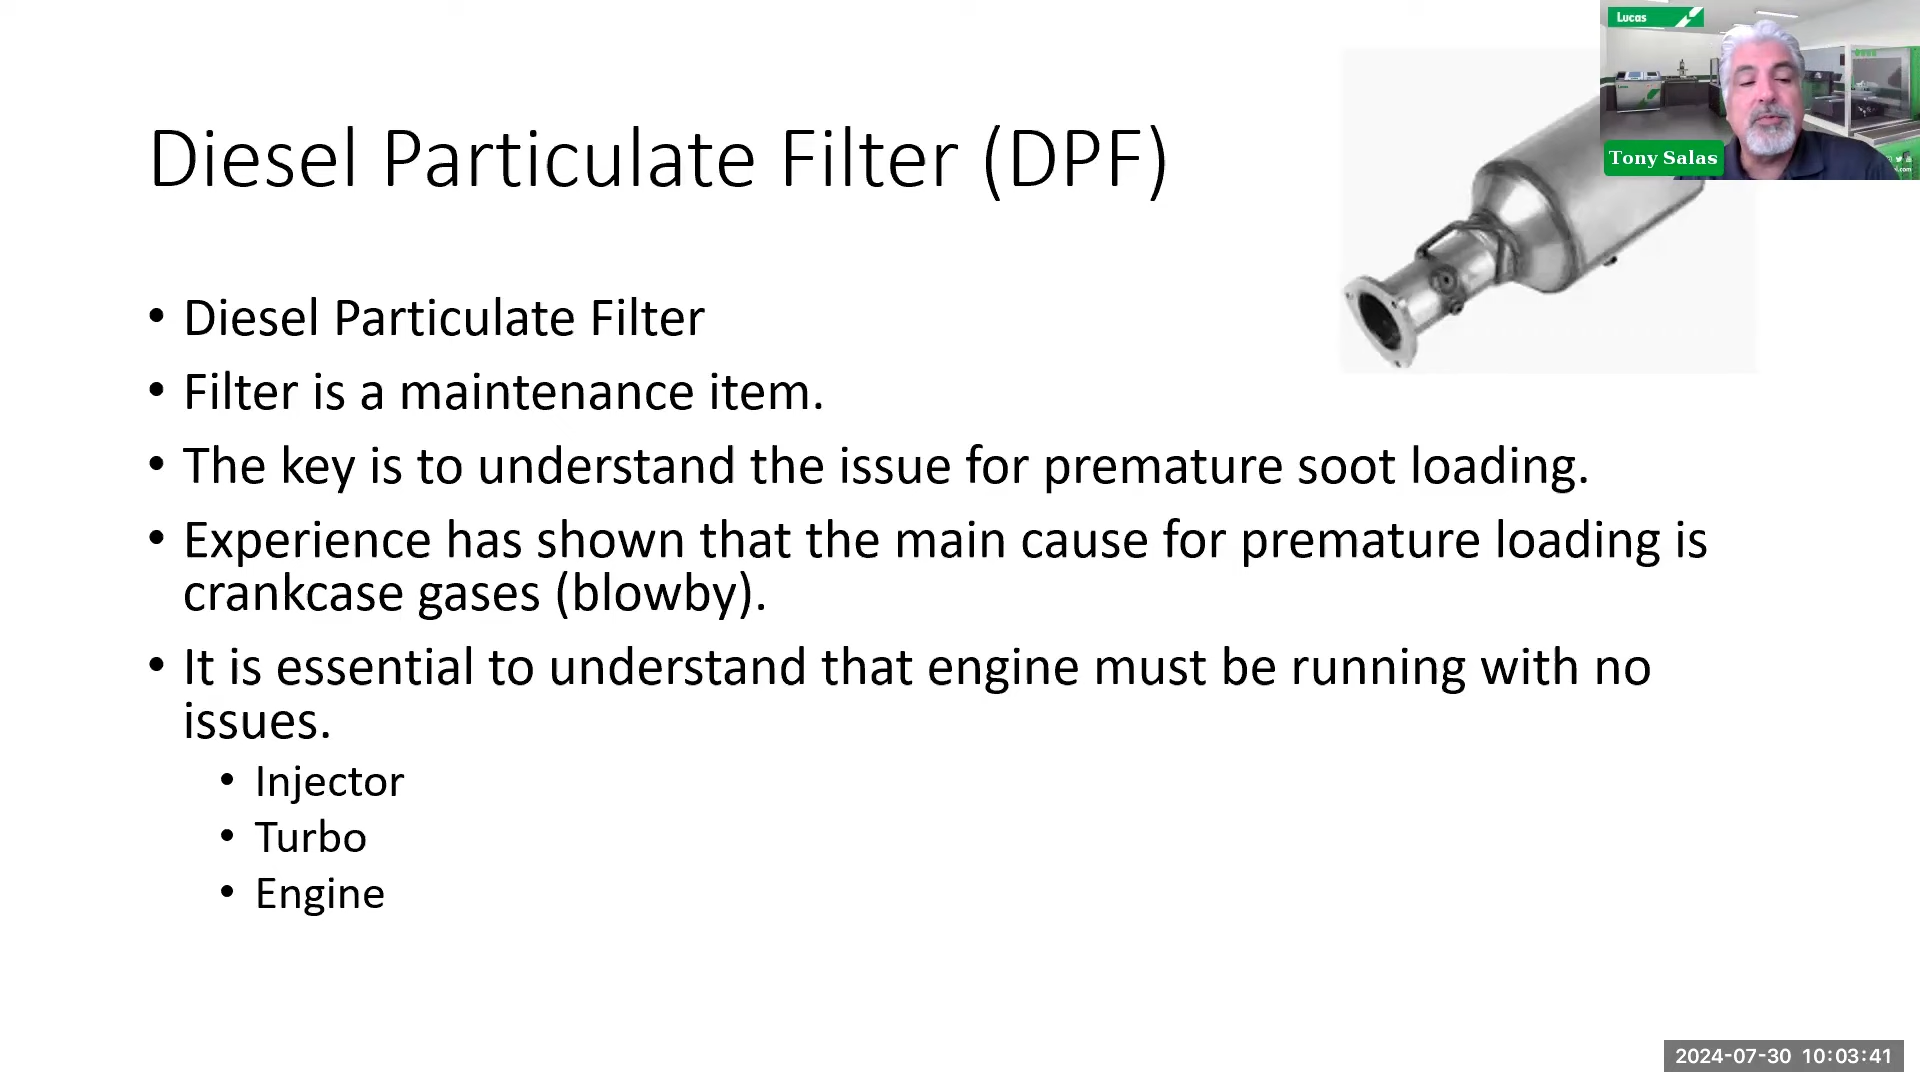 Lucas
Tony Salas
Diesel Particulate Filter (DPF)
• Diesel Particulate Filter
• Filter is a maintenance item.
• The key is to understand the issue for premature soot loading.
• Experience has shown that the main cause for premature loading is
crankcase gases (blowby).
• It is essential to understand that engine must be running with no
issues.
• Injector
• Turbo
• Engine
2024-07-30 10:03:41